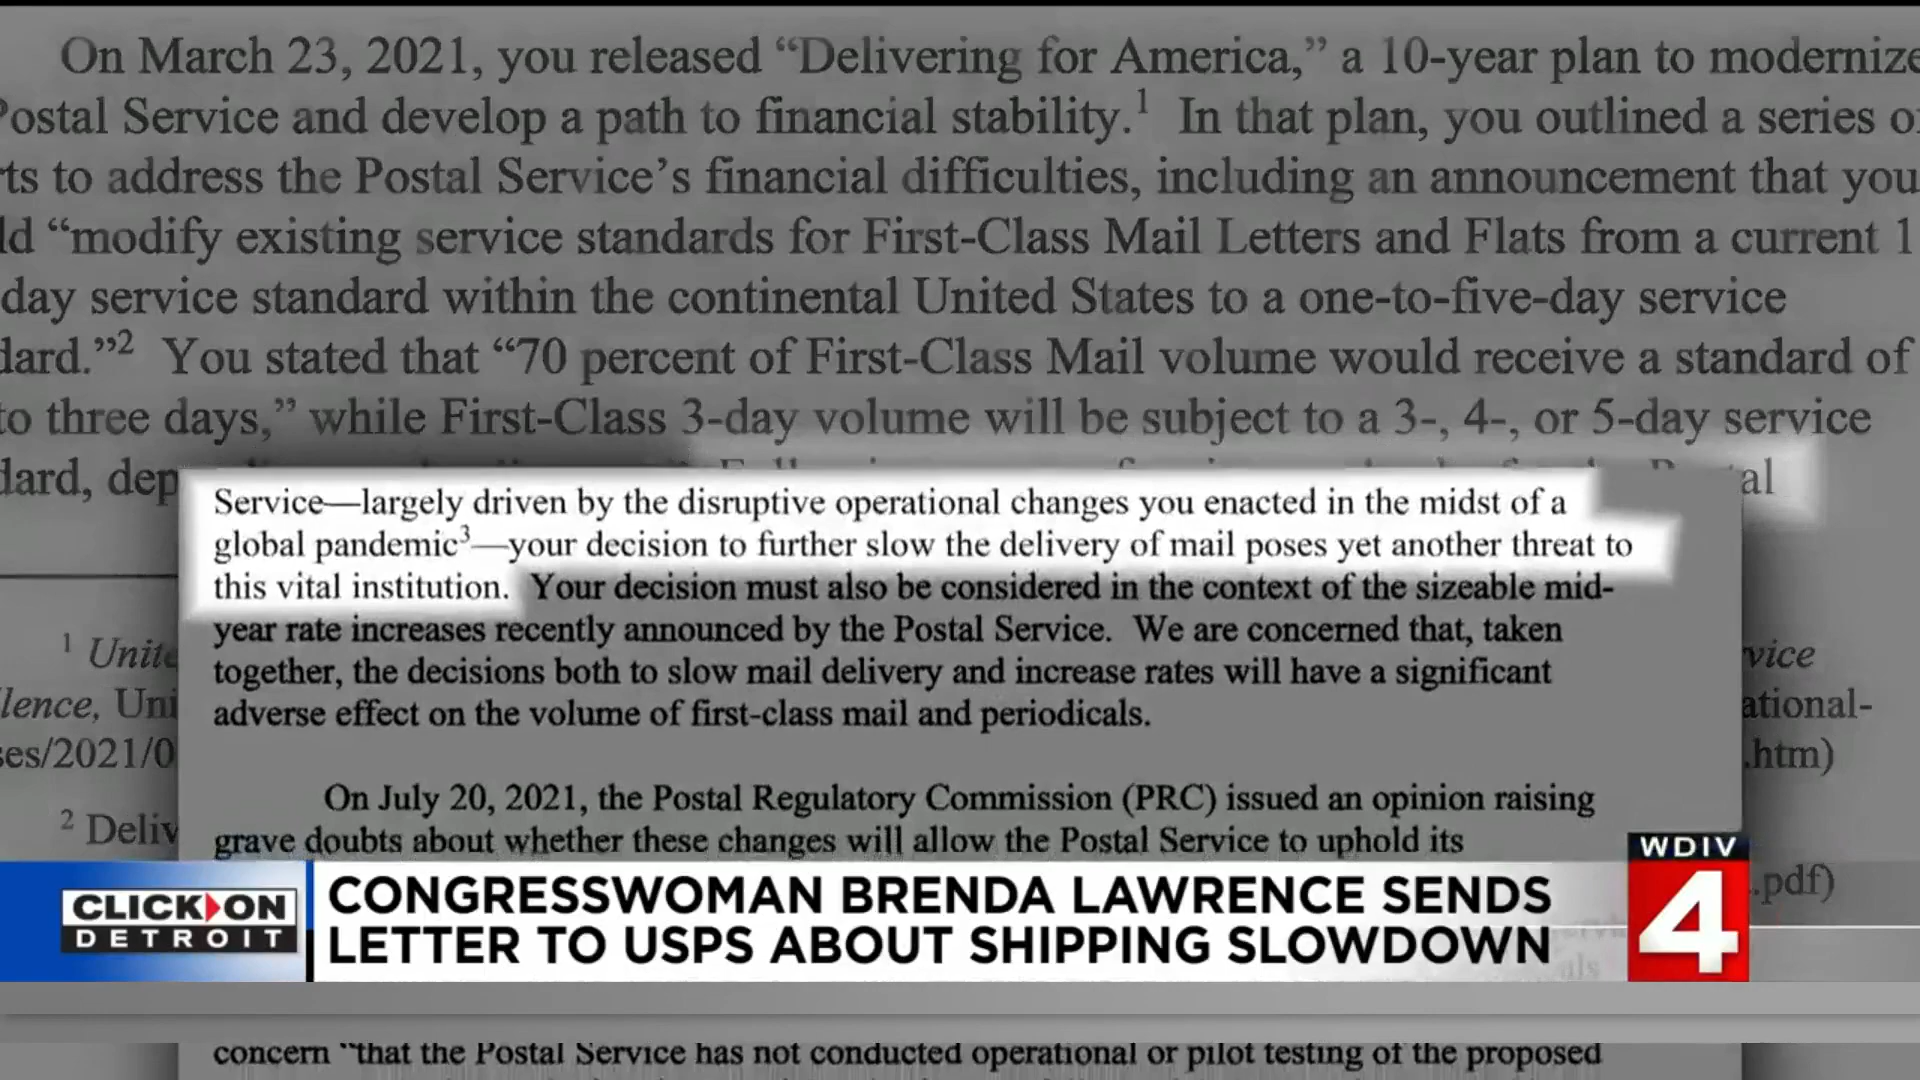 On March 23, 2021, you released “Delivering for America,” a 10-year plan to modernize
Postal Service and develop a path to financial stability.1 In that plan, you outlined a series
to address the Postal Service’s financial difficulties, including an announcement that you
“modify existing service standards for First-Class Mail Letters and Flats from a current 1
day service standard within the continental United States to a one-to-five-day service
dard.”2 You stated that “70 percent of First-Class Mail volume would receive a standard of
to three days,” while First-Class 3-day volume will be subject to a 3-, 4-, or 5-day service
dard, dep
al
Service—largely driven by the disruptive operational changes you enacted in the midst of a
global pandemic3—your decision to further slow the delivery of mail poses yet another threat to
this vital institution. Your decision must also be considered in the context of the sizeable mid-
year rate increases recently announced by the Postal Service. We are concerned that, taken
together, the decisions both to slow mail delivery and increase rates will have a significant
adverse effect on the volume of first-class mail and periodicals.
On July 20, 2021, the Postal Regulatory Commission (PRC) issued an opinion raising
grave doubts about whether these changes will allow the Postal Service to uphold its
1 Unite
vice
lence, Uni
ational-
ses/2021/0
.htm)
2 Deliv
.pdf)
CLICK ON
DETROIT
CONGRESSWOMAN BRENDA LAWRENCE SENDS
LETTER TO USPS ABOUT SHIPPING SLOWDOWN
WDIV
4
concern “that the Postal Service has not conducted operational or pilot testing of the proposed